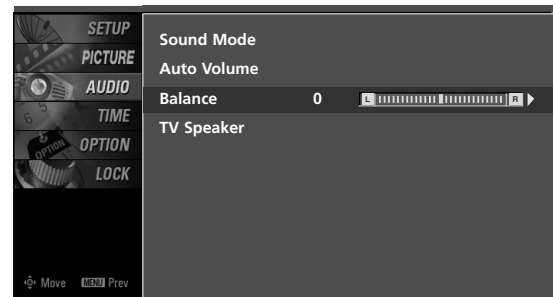 SETUP
PICTURE
AUDIO
TIME
OPTION
LOCK
Move MENU Prev
Sound Mode
Auto Volume
Balance 0 L R
TV Speaker